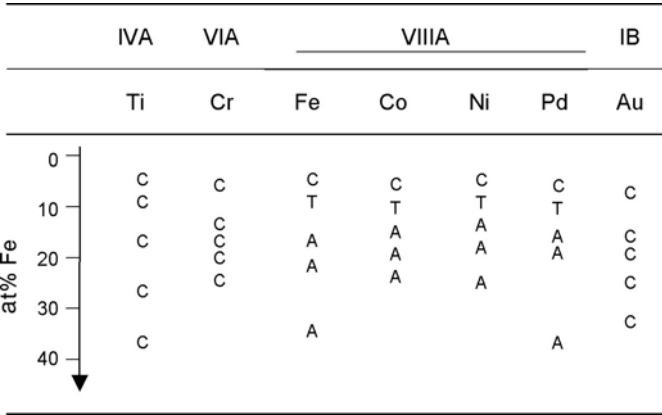 IVA VIA VIIIA IB
Ti Cr Fe Co Ni Pd Au
at% Fe
0
10
20
30
40
C C C C C C C
C C T T T T C
C C A A A A C
C C A A A A C
C C A A A A C